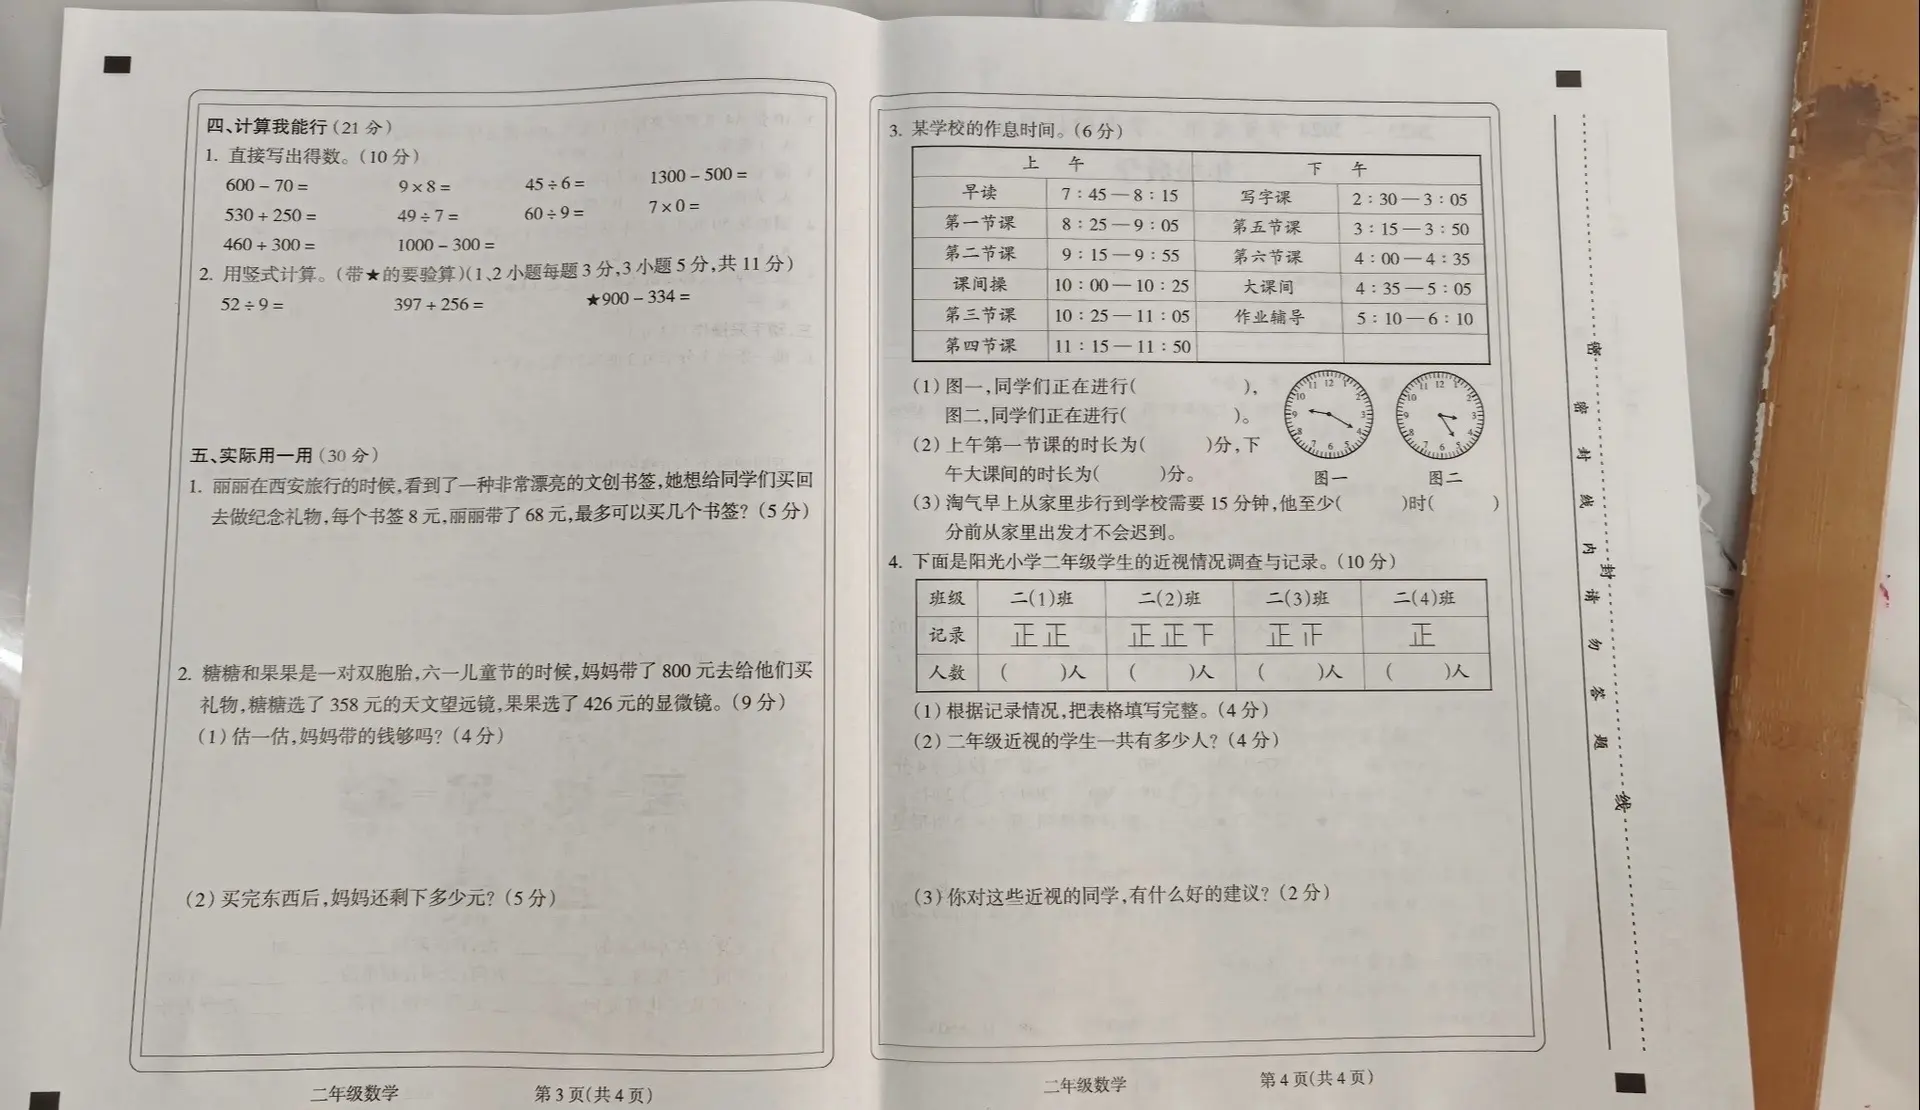 四、计算我能行(21 分)
1. 直接写出得数。(10 分)
600 − 70 = 9 × 8 = 45 ÷ 6 = 1300 − 500 =
530 + 250 = 49 ÷ 7 = 60 ÷ 9 = 7 × 0 =
460 + 300 = 1000 − 300 =
2. 用竖式计算。(带★的要验算)(1、2 小题每题 3 分,3 小题 5 分,共 11 分)
52 ÷ 9 = 397 + 256 = ★900 − 334 =
五、实际用一用(30 分)
1. 丽丽在西安旅行的时候,看到了一种非常漂亮的文创书签,她想给同学们买回
去做纪念礼物,每个书签 8 元,丽丽带了 68 元,最多可以买几个书签?(5 分)
2. 糖糖和果果是一对双胞胎,六一儿童节的时候,妈妈带了 800 元去给他们买
礼物,糖糖选了 358 元的天文望远镜,果果选了 426 元的显微镜。(9 分)
(1)估一估,妈妈带的钱够吗?(4 分)
(2)买完东西后,妈妈还剩下多少元?(5 分)
二年级数学 第 3 页(共 4 页)
3. 某学校的作息时间。(6 分)
上 午 下 午
早读 7:45—8:15 写字课 2:30—3:05
第一节课 8:25—9:05 第五节课 3:15—3:50
第二节课 9:15—9:55 第六节课 4:00—4:35
课间操 10:00—10:25 大课间 4:35—5:05
第三节课 10:25—11:05 作业辅导 5:10—6:10
第四节课 11:15—11:50
(1)图一,同学们正在进行( ),
图二,同学们正在进行( )。
(2)上午第一节课的时长为( )分,下
午大课间的时长为( )分。
图一 图二
(3)淘气早上从家里步行到学校需要 15 分钟,他至少( )时( )
分前从家里出发才不会迟到。
4. 下面是阳光小学二年级学生的近视情况调查与记录。(10 分)
班级 二(1)班 二(2)班 二(3)班 二(4)班
记录 正正 正正下 正𤴓 正
人数 ( )人 ( )人 ( )人 ( )人
(1)根据记录情况,把表格填写完整。(4 分)
(2)二年级近视的学生一共有多少人?(4 分)
(3)你对这些近视的同学,有什么好的建议?(2 分)
二年级数学 第 4 页(共 4 页)
密 封 线 内 请 勿 答 题
密 封 线